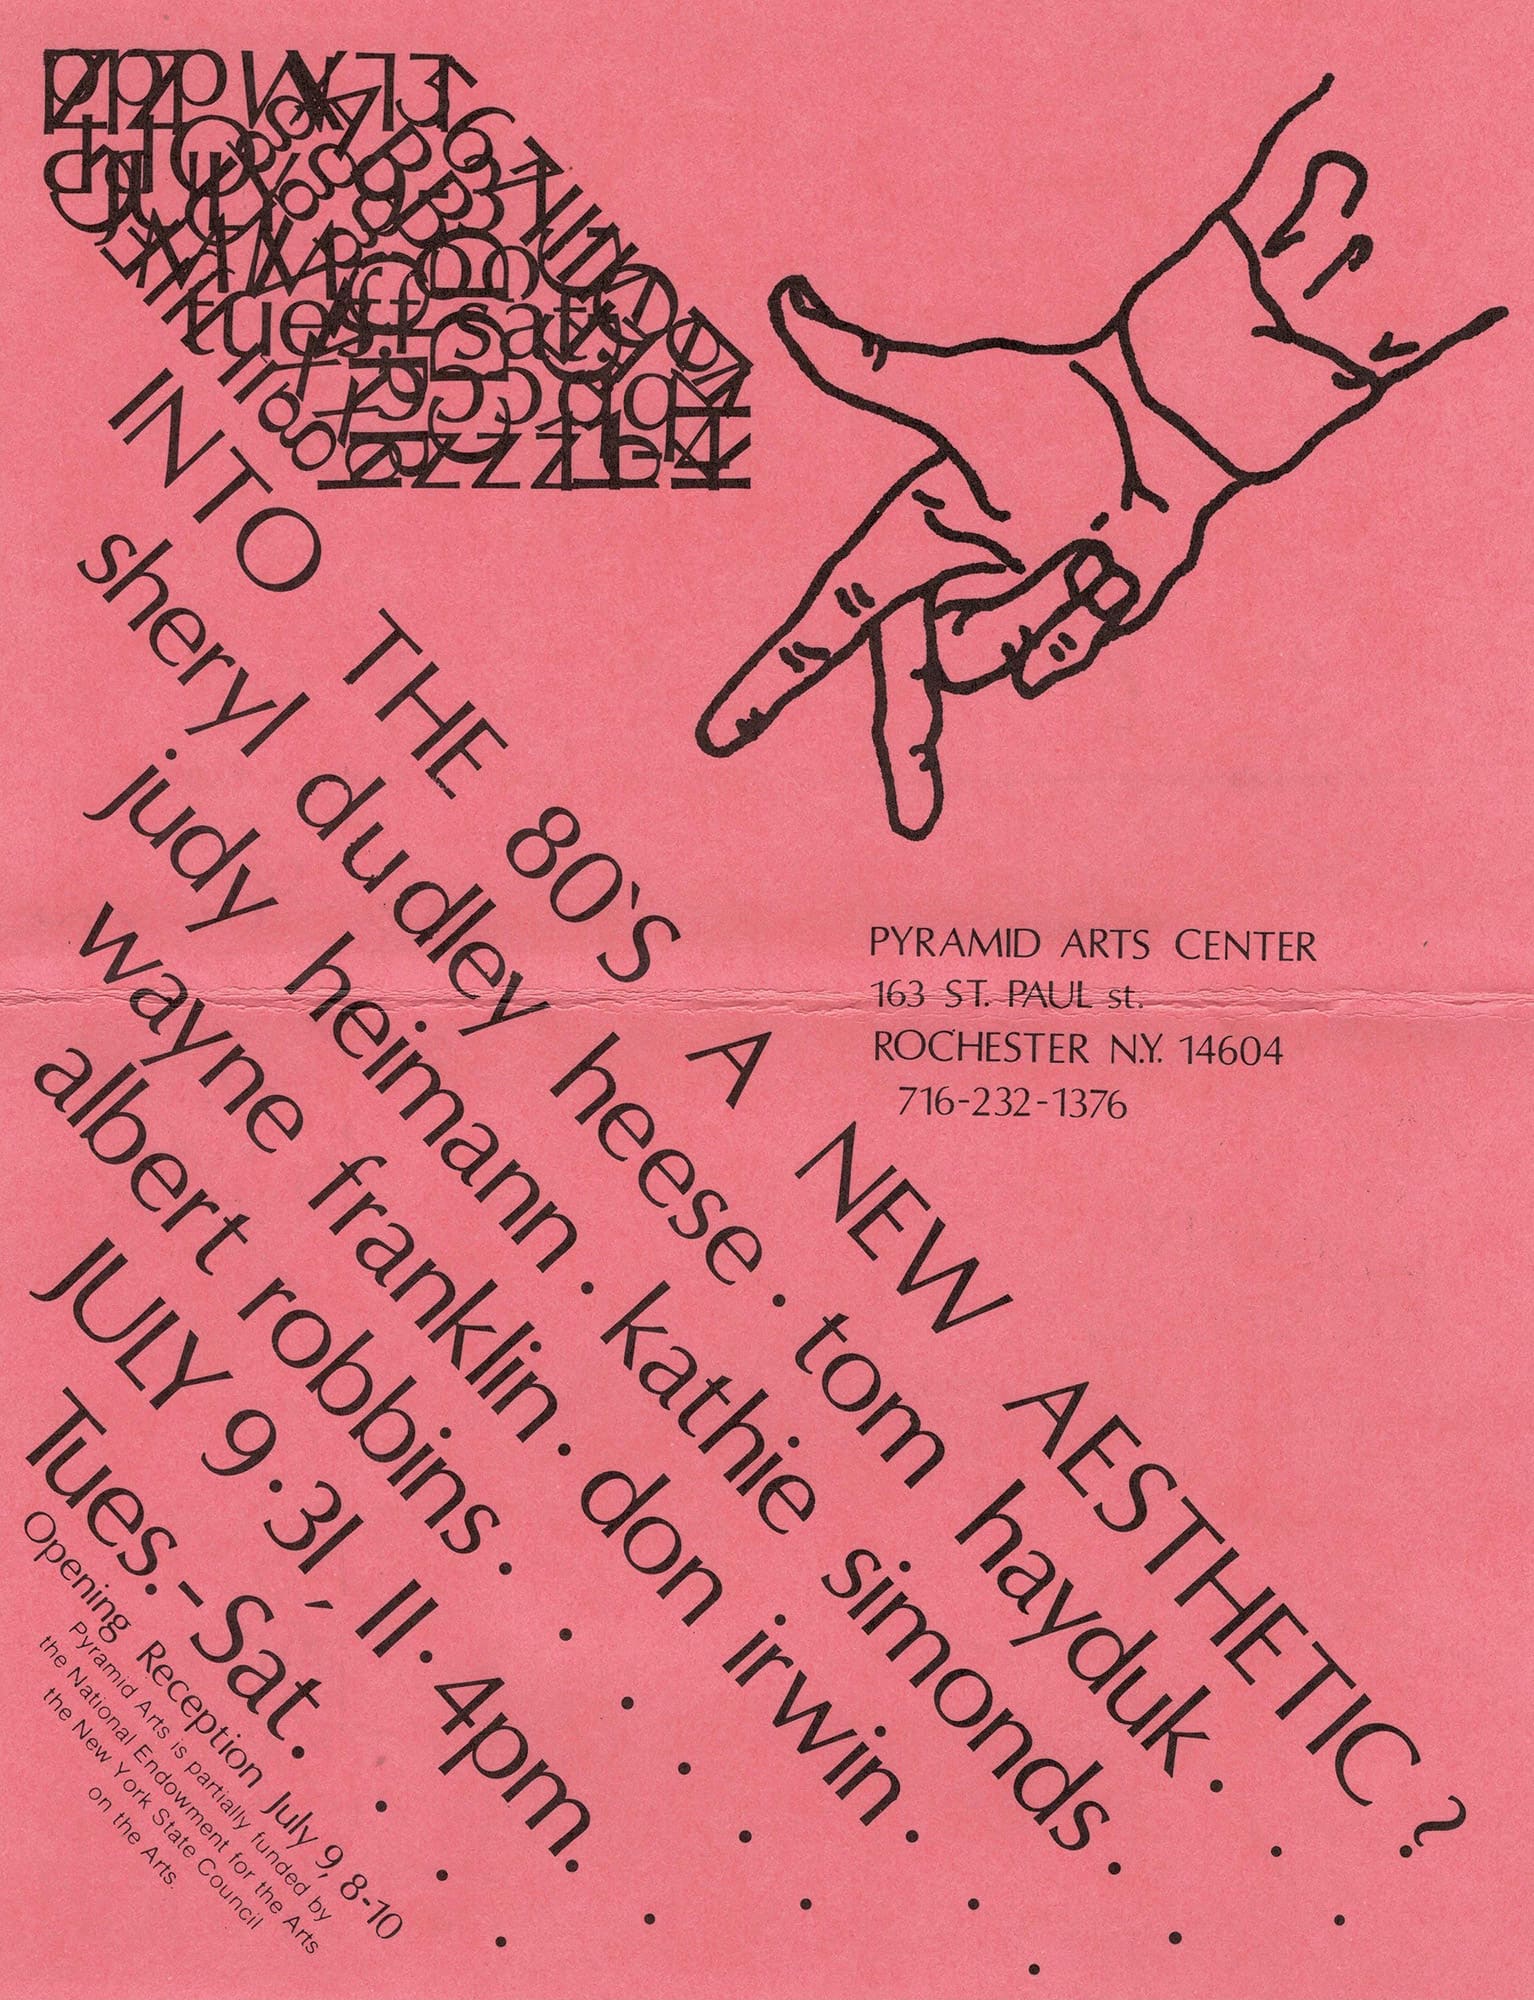 INTO THE 80'S A NEW AESTHETIC ?
sheryl dudley heese . tom hayduk .
judy heimann . kathie simonds .
wayne franklin . don irwin .
albert robbins .
JULY 9.31, 11. 4pm.
Tues.-Sat.
Opening Reception July 9, 8-10
Pyramid Arts is partially funded by
the National Endowment for the Arts
the New York State Council
on the Arts.
PYRAMID ARTS CENTER
163 ST. PAUL st.
ROCHESTER N.Y. 14604
716-232-1376